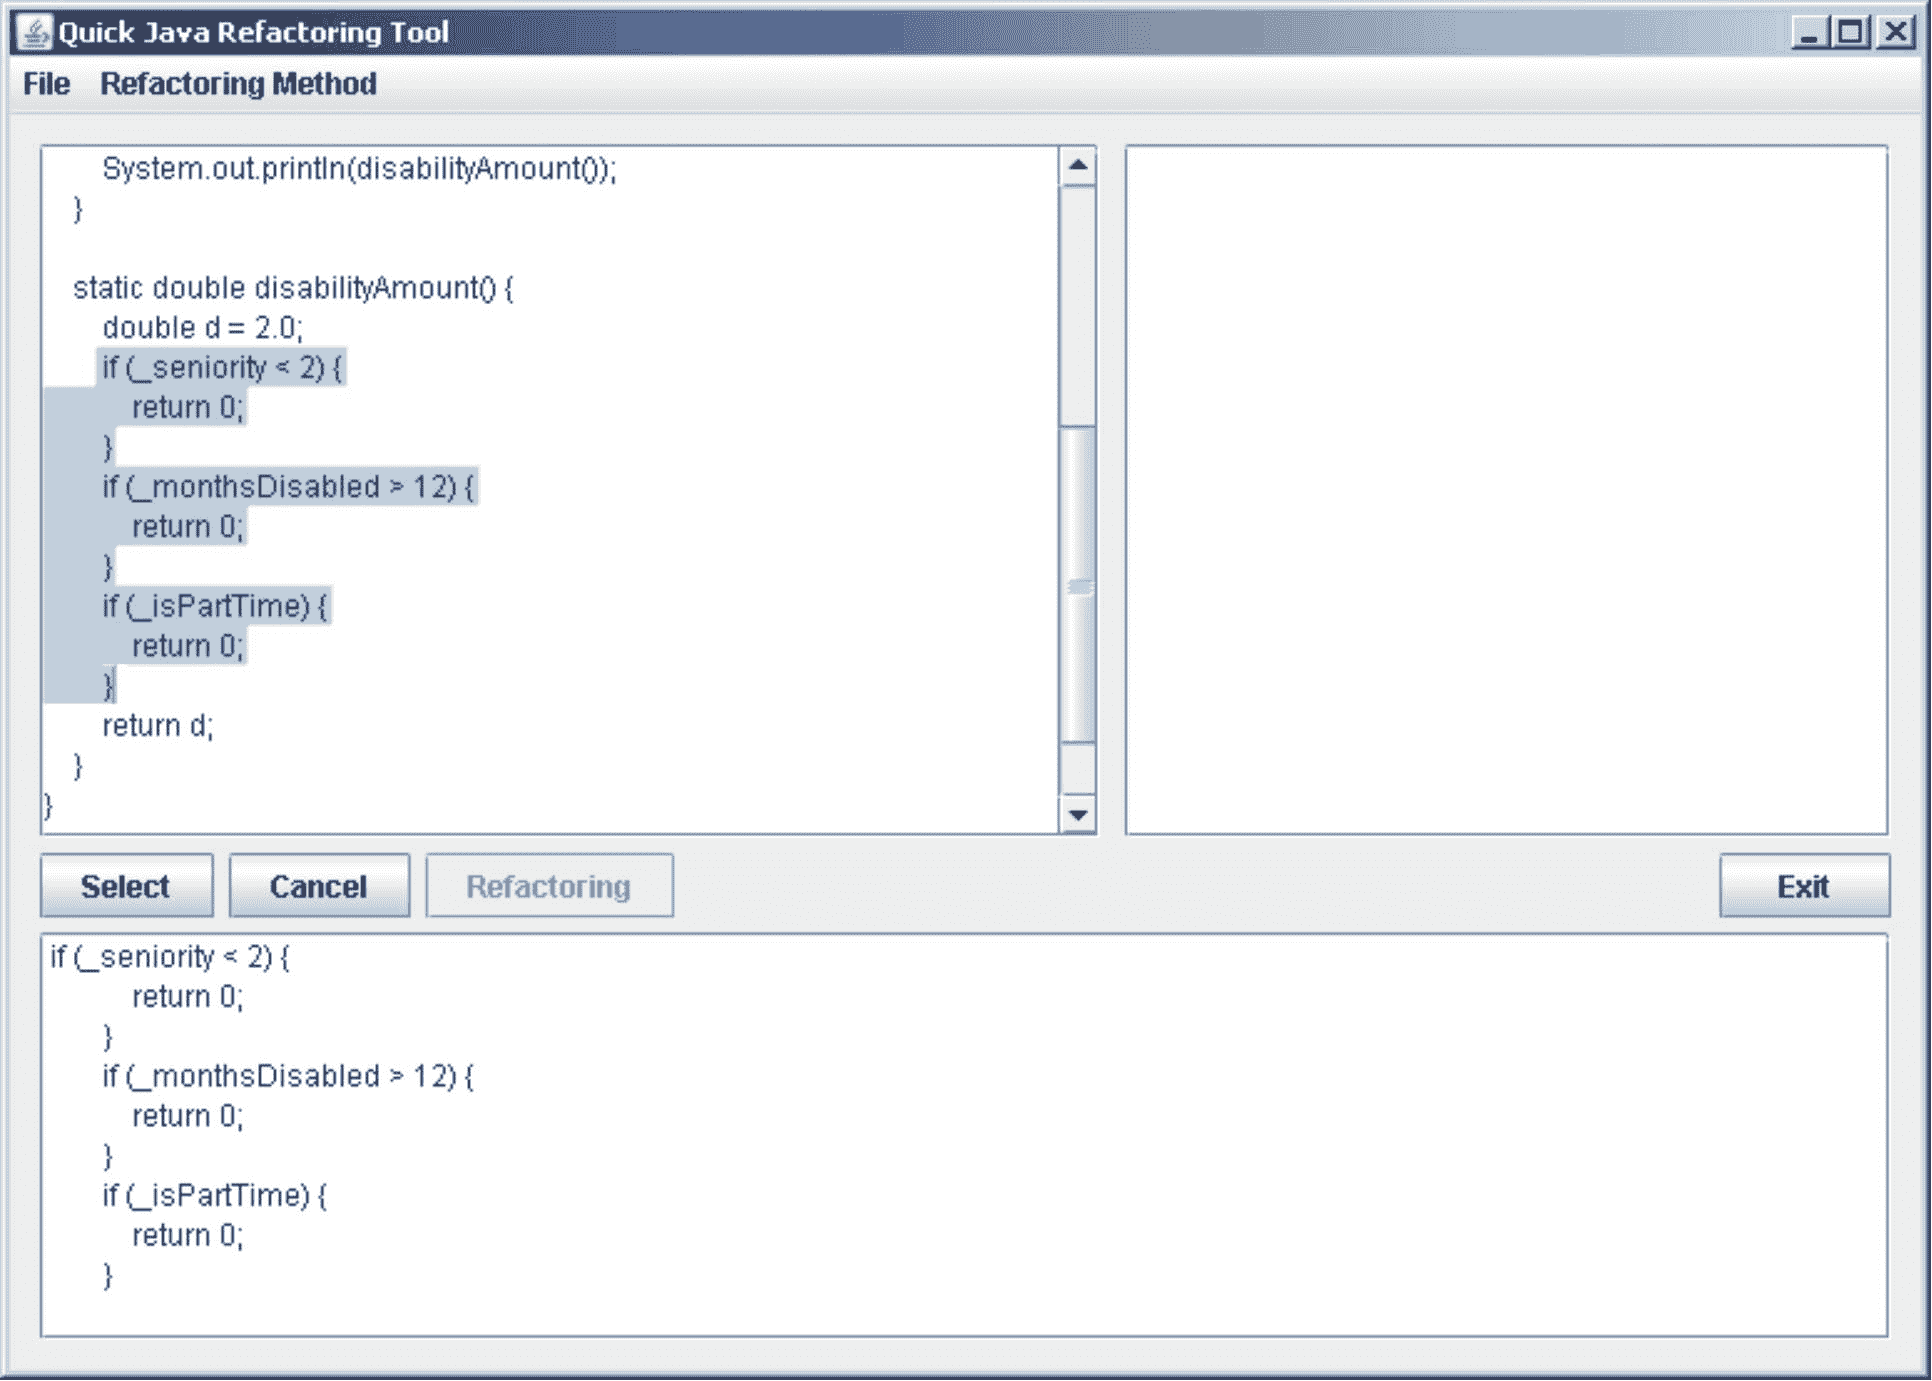 Quick Java Refactoring Tool
File Refactoring Method
System.out.println(disabilityAmount());
}
static double disabilityAmount() {
double d = 2.0;
if (_seniority < 2) {
return 0;
}
if (_monthsDisabled > 12) {
return 0;
}
if (_isPartTime) {
return 0;
}
return d;
}
}
Select Cancel Refactoring Exit
if (_seniority < 2) {
return 0;
}
if (_monthsDisabled > 12) {
return 0;
}
if (_isPartTime) {
return 0;
}